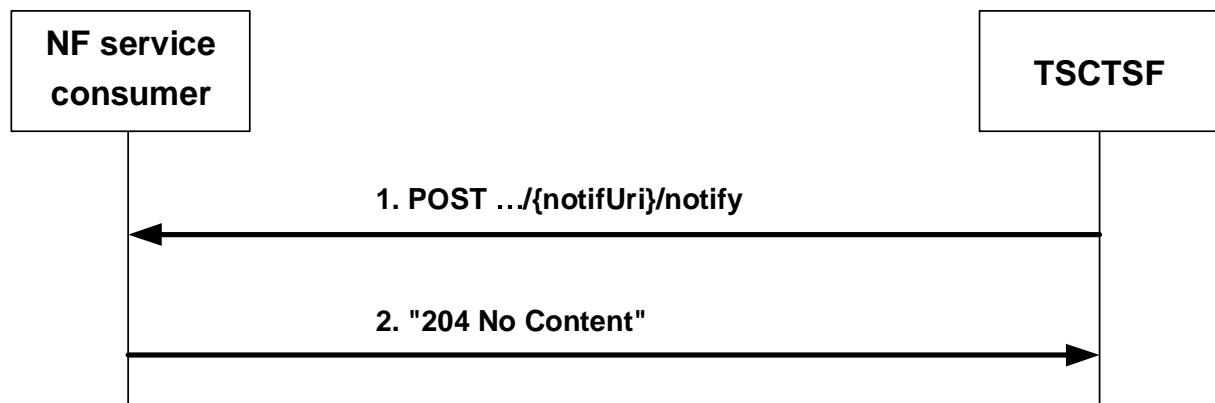 NF service
consumer
TSCTSF
1. POST …/{notifUri}/notify
2. "204 No Content"